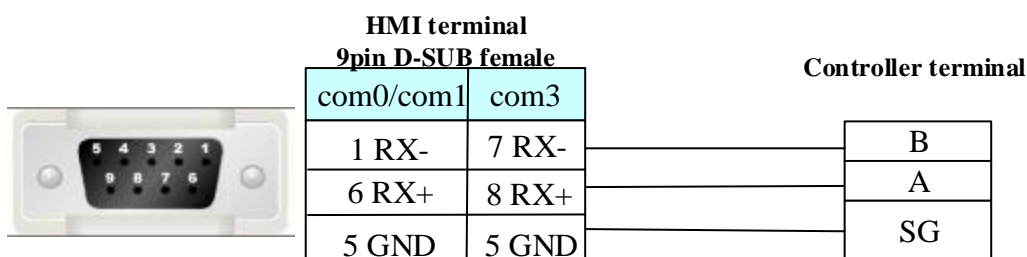 HMI terminal
9pin D-SUB female
Controller terminal
com0/com1 com3
1 RX- 7 RX- B
6 RX+ 8 RX+ A
5 GND 5 GND SG
5 4 3 2 1
9 8 7 6